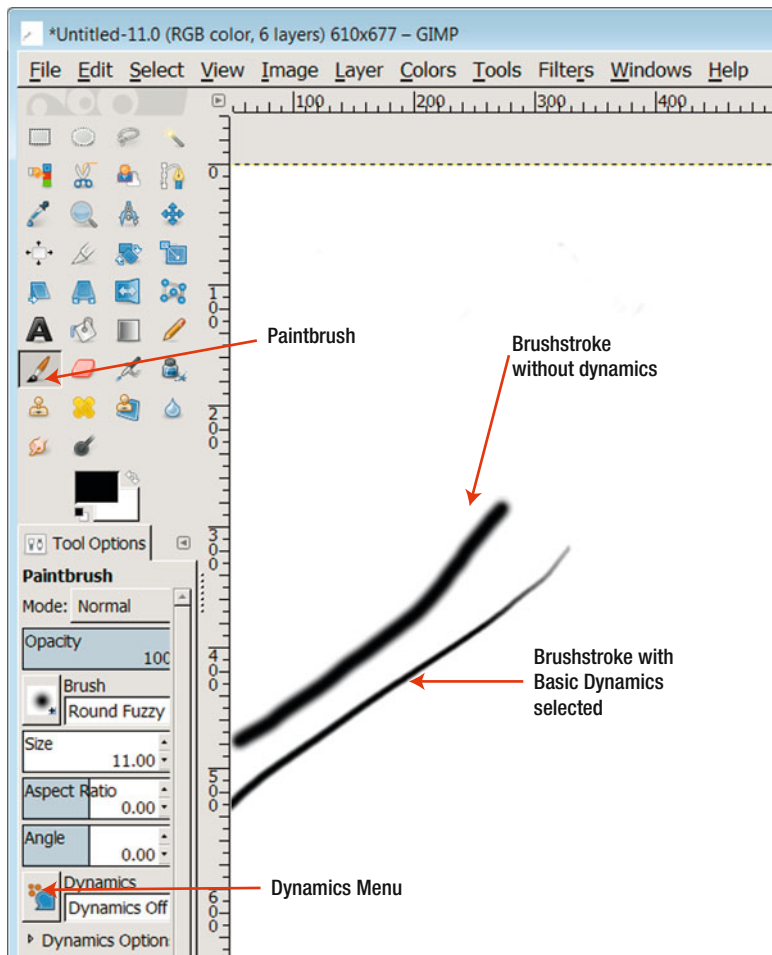 *Untitled-11.0 (RGB color, 6 layers) 610x677 – GIMP
File Edit Select View Image Layer Colors Tools Filters Windows Help
100 200 300 400
0
100
Paintbrush
Brushstroke
without dynamics
200
300
Tool Options
Paintbrush
Mode: Normal
Opacity
100
400
Brushstroke with
Basic Dynamics
selected
Brush
Round Fuzzy
Size
11.00
500
Aspect Ratio
0.00
Angle
0.00
Dynamics
Dynamics Off
Dynamics Menu
600
Dynamics Option